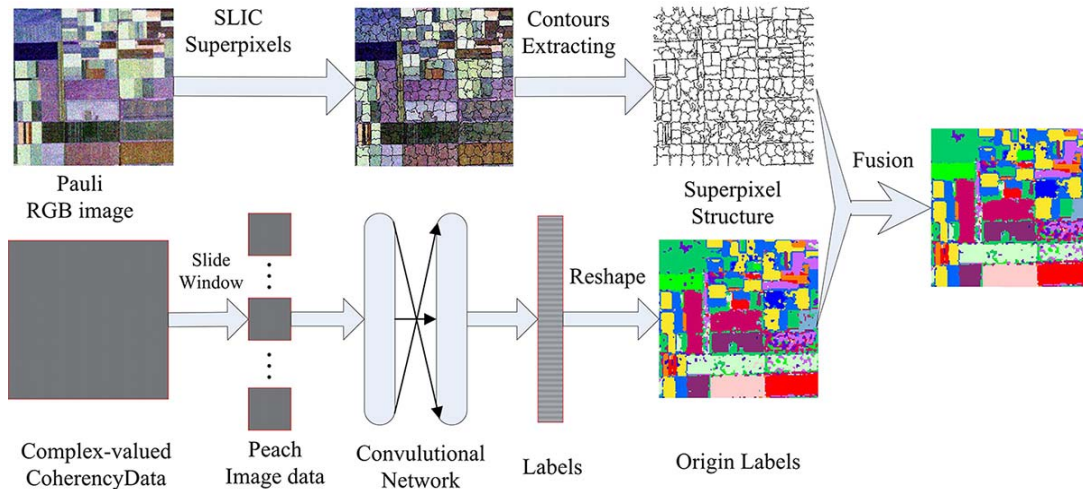 SLIC
Superpixels
Contours
Extracting
Pauli
RGB image
Superpixel
Structure
Fusion
Slide
Window
Reshape
Complex-valued
CoherencyData
Peach
Image data
Convulutional
Network
Labels
Origin Labels